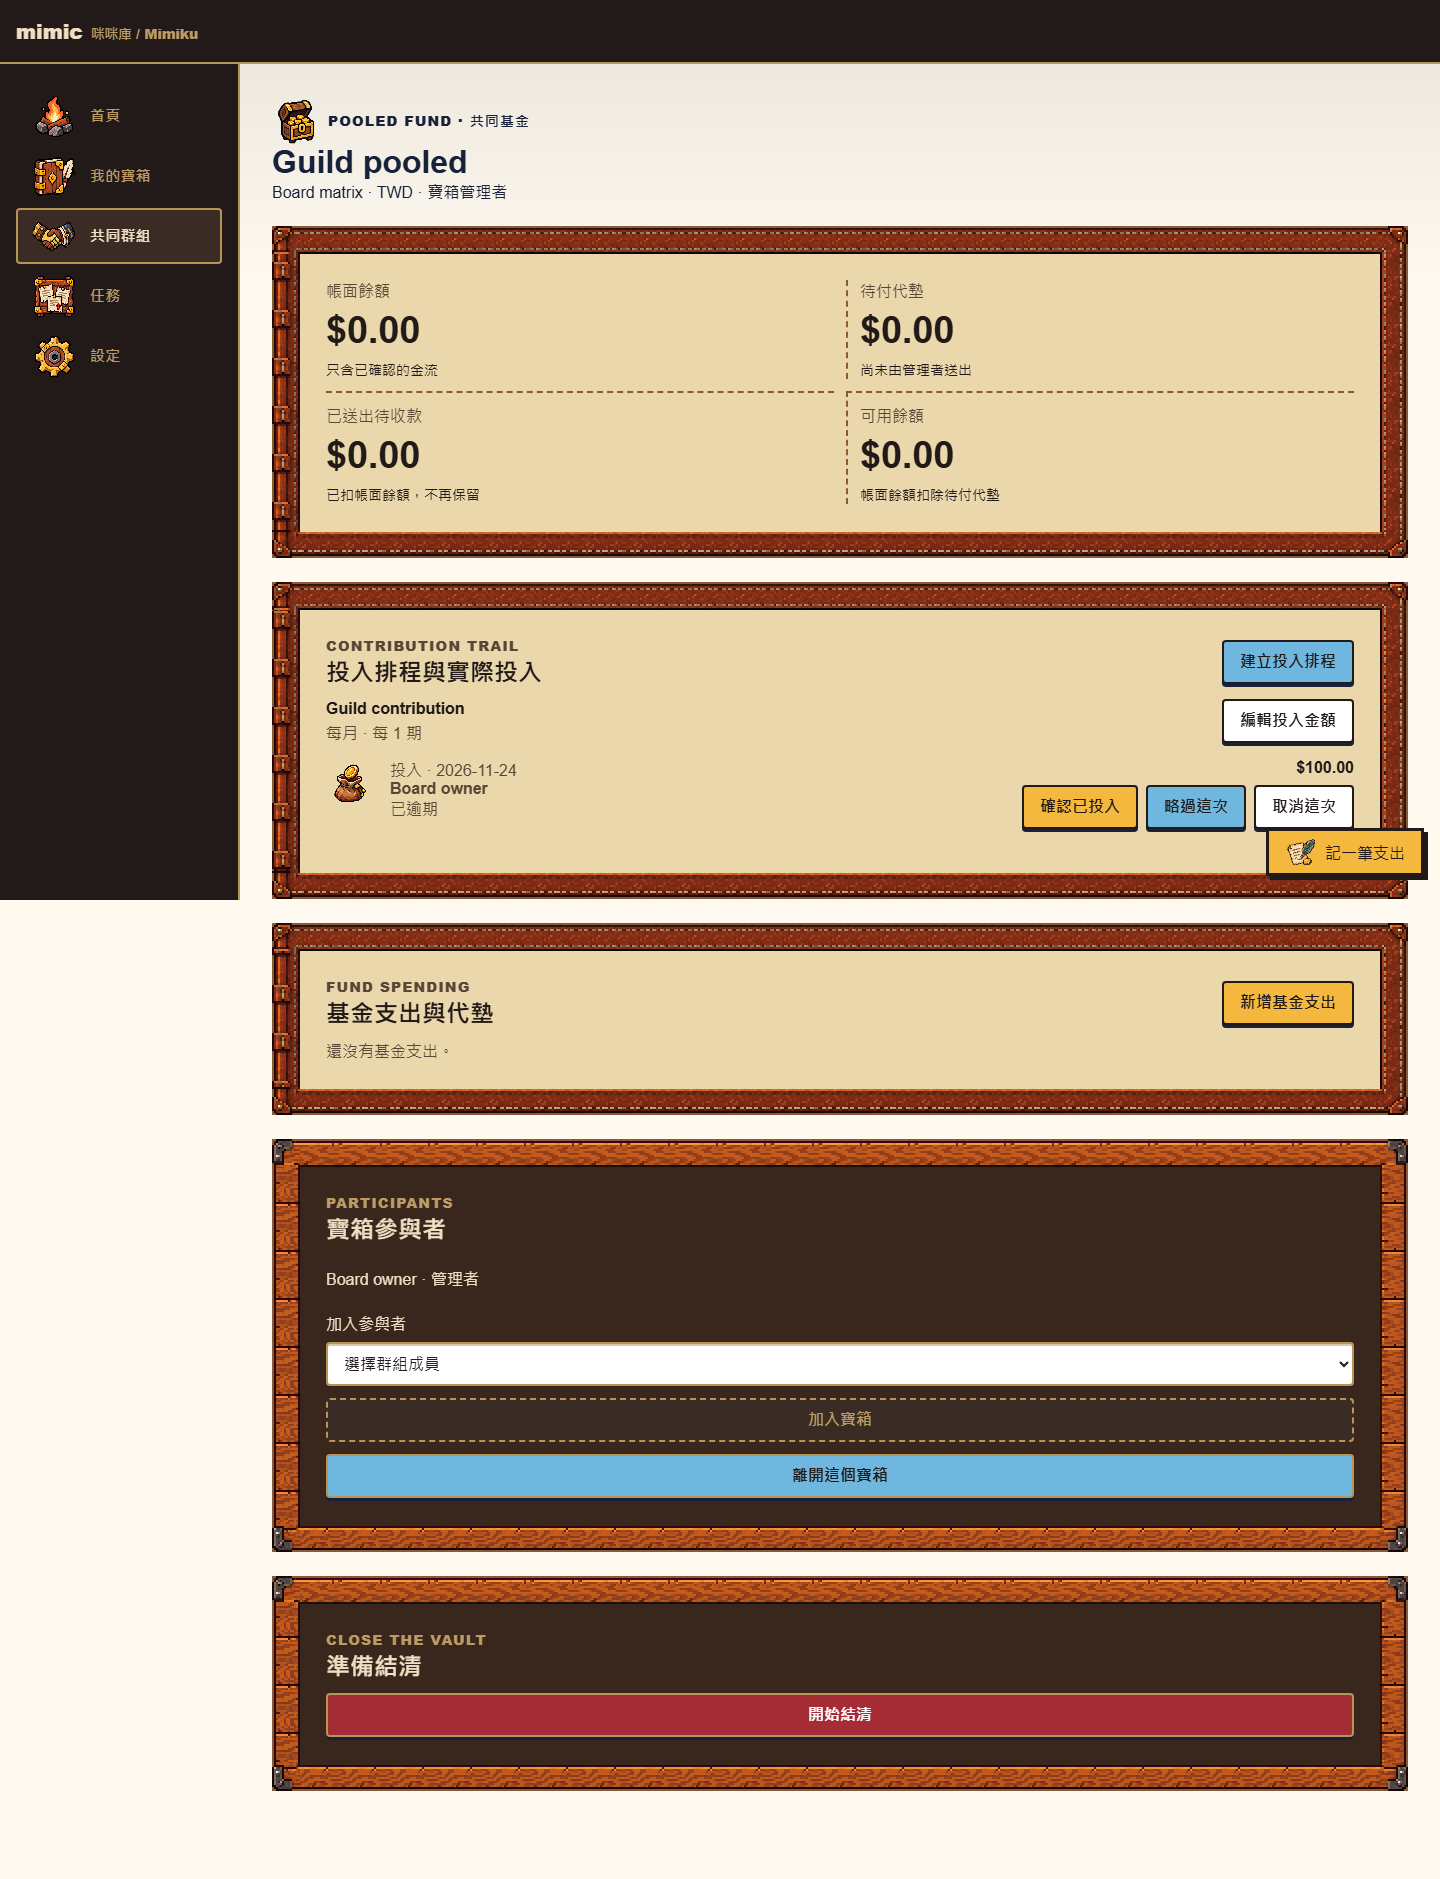 mimic 咪咪庫 / Mimiku
首頁
我的寶箱
共同群組
任務
設定
POOLED FUND・共同基金
Guild pooled
Board matrix · TWD · 寶箱管理者
帳面餘額
$0.00
只含已確認的金流
待付代墊
$0.00
尚未由管理者送出
已送出待收款
$0.00
已扣帳面餘額，不再保留
可用餘額
$0.00
帳面餘額扣除待付代墊
CONTRIBUTION TRAIL
投入排程與實際投入
建立投入排程
Guild contribution
每月 · 每 1 期
編輯投入金額
投入 · 2026-11-24
Board owner
已逾期
$100.00
確認已投入
略過這次
取消這次
記一筆支出
FUND SPENDING
基金支出與代墊
新增基金支出
還沒有基金支出。
PARTICIPANTS
寶箱參與者
Board owner · 管理者
加入參與者
選擇群組成員
加入寶箱
離開這個寶箱
CLOSE THE VAULT
準備結清
開始結清